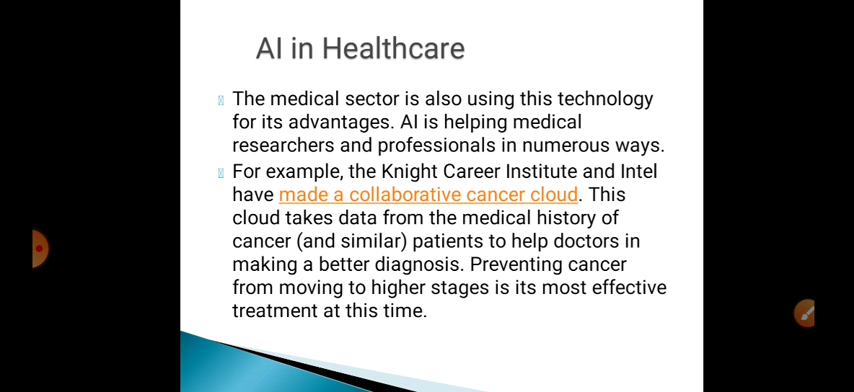 AI in Healthcare
The medical sector is also using this technology
for its advantages. AI is helping medical
researchers and professionals in numerous ways.
For example, the Knight Career Institute and Intel
have made a collaborative cancer cloud. This
cloud takes data from the medical history of
cancer (and similar) patients to help doctors in
making a better diagnosis. Preventing cancer
from moving to higher stages is its most effective
treatment at this time.